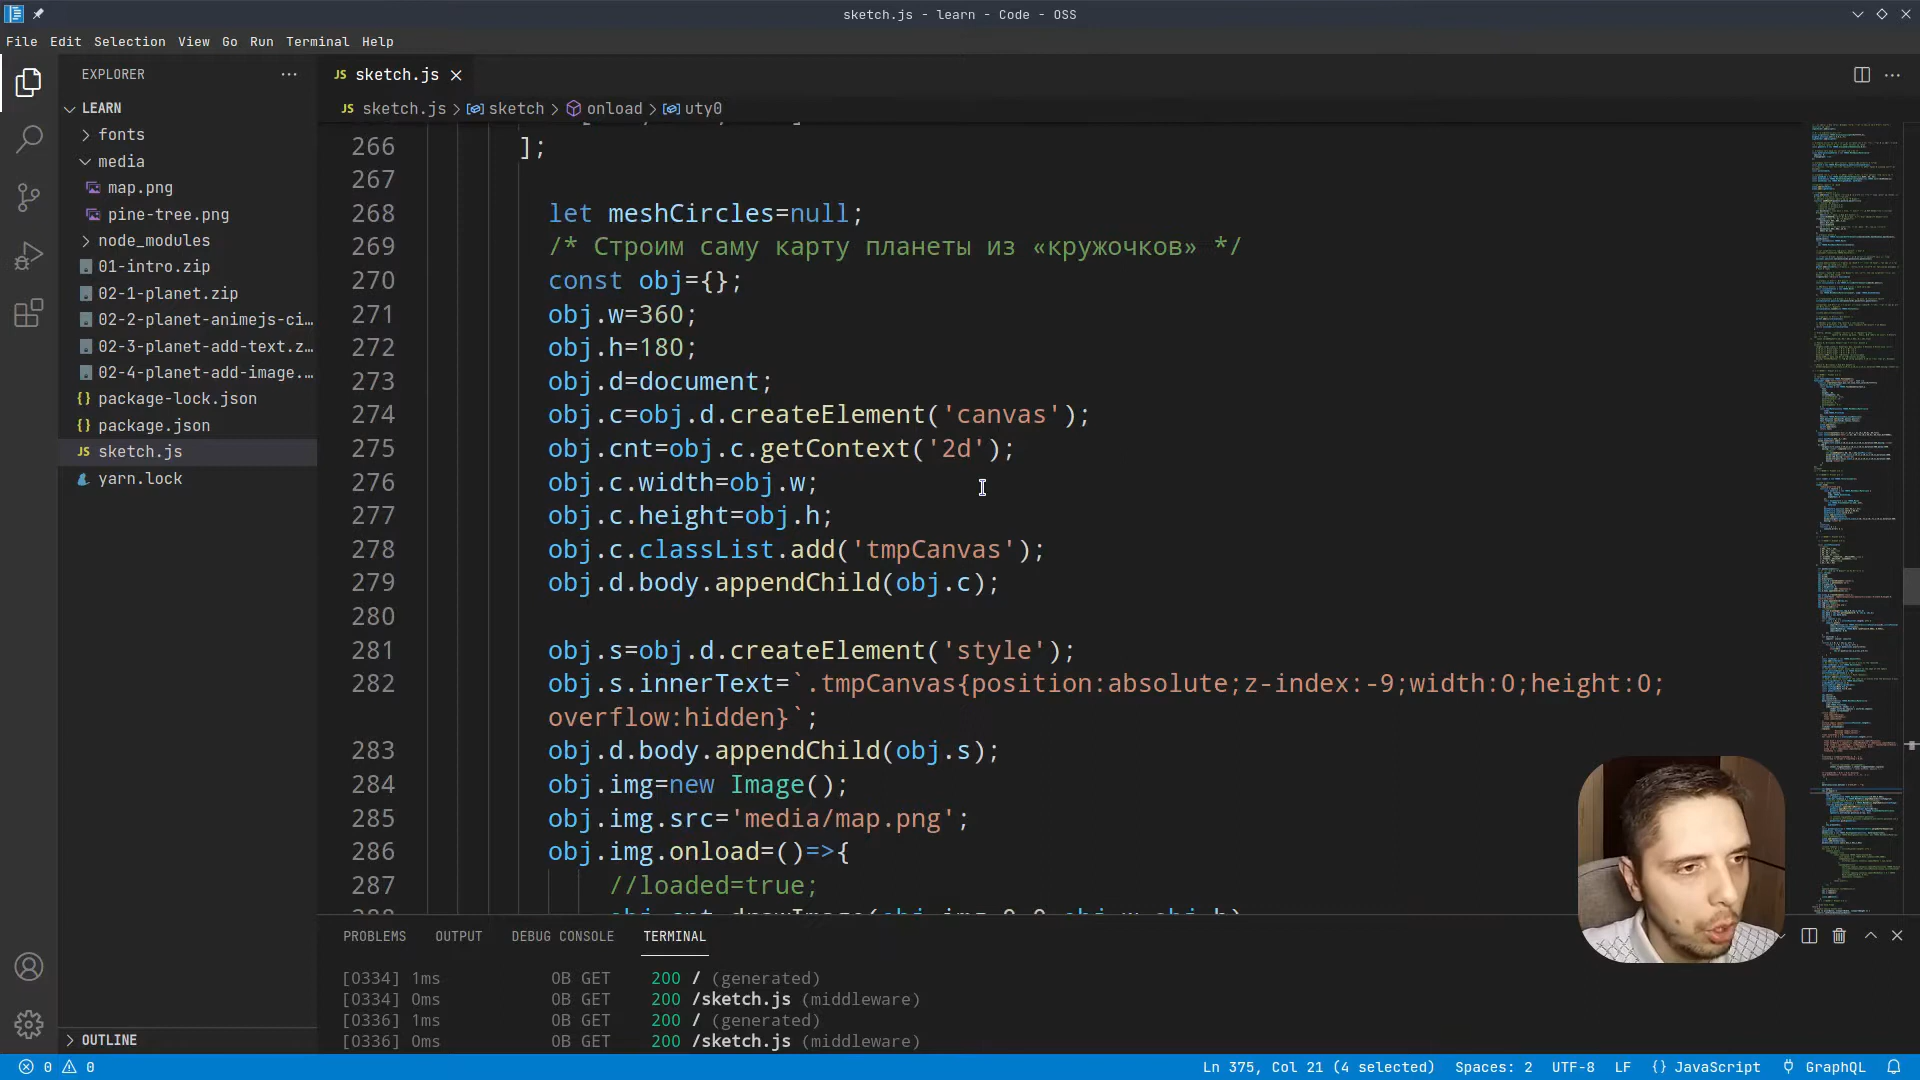 sketch.js - learn - Code - OSS
File Edit Selection View Go Run Terminal Help
EXPLORER
LEARN
fonts
media
map.png
pine-tree.png
node_modules
01-intro.zip
02-1-planet.zip
02-2-planet-animejs-ci…
02-3-planet-add-text.z…
02-4-planet-add-image.…
package-lock.json
package.json
JS sketch.js
yarn.lock
OUTLINE
JS sketch.js
JS sketch.js > sketch > onload > uty0
266 ];
267
268 let meshCircles=null;
269 /* Строим саму карту планеты из «кружочков» */
270 const obj={};
271 obj.w=360;
272 obj.h=180;
273 obj.d=document;
274 obj.c=obj.d.createElement('canvas');
275 obj.cnt=obj.c.getContext('2d');
276 obj.c.width=obj.w;
277 obj.c.height=obj.h;
278 obj.c.classList.add('tmpCanvas');
279 obj.d.body.appendChild(obj.c);
280
281 obj.s=obj.d.createElement('style');
282 obj.s.innerText=`.tmpCanvas{position:absolute;z-index:-9;width:0;height:0;
overflow:hidden}`;
283 obj.d.body.appendChild(obj.s);
284 obj.img=new Image();
285 obj.img.src='media/map.png';
286 obj.img.onload=()=>{
287 //loaded=true;
PROBLEMS OUTPUT DEBUG CONSOLE TERMINAL
[0334] 1ms 0B GET 200 / (generated)
[0334] 0ms 0B GET 200 /sketch.js (middleware)
[0336] 1ms 0B GET 200 / (generated)
[0336] 0ms 0B GET 200 /sketch.js (middleware)
0 0 Ln 375, Col 21 (4 selected) Spaces: 2 UTF-8 LF {} JavaScript GraphQL